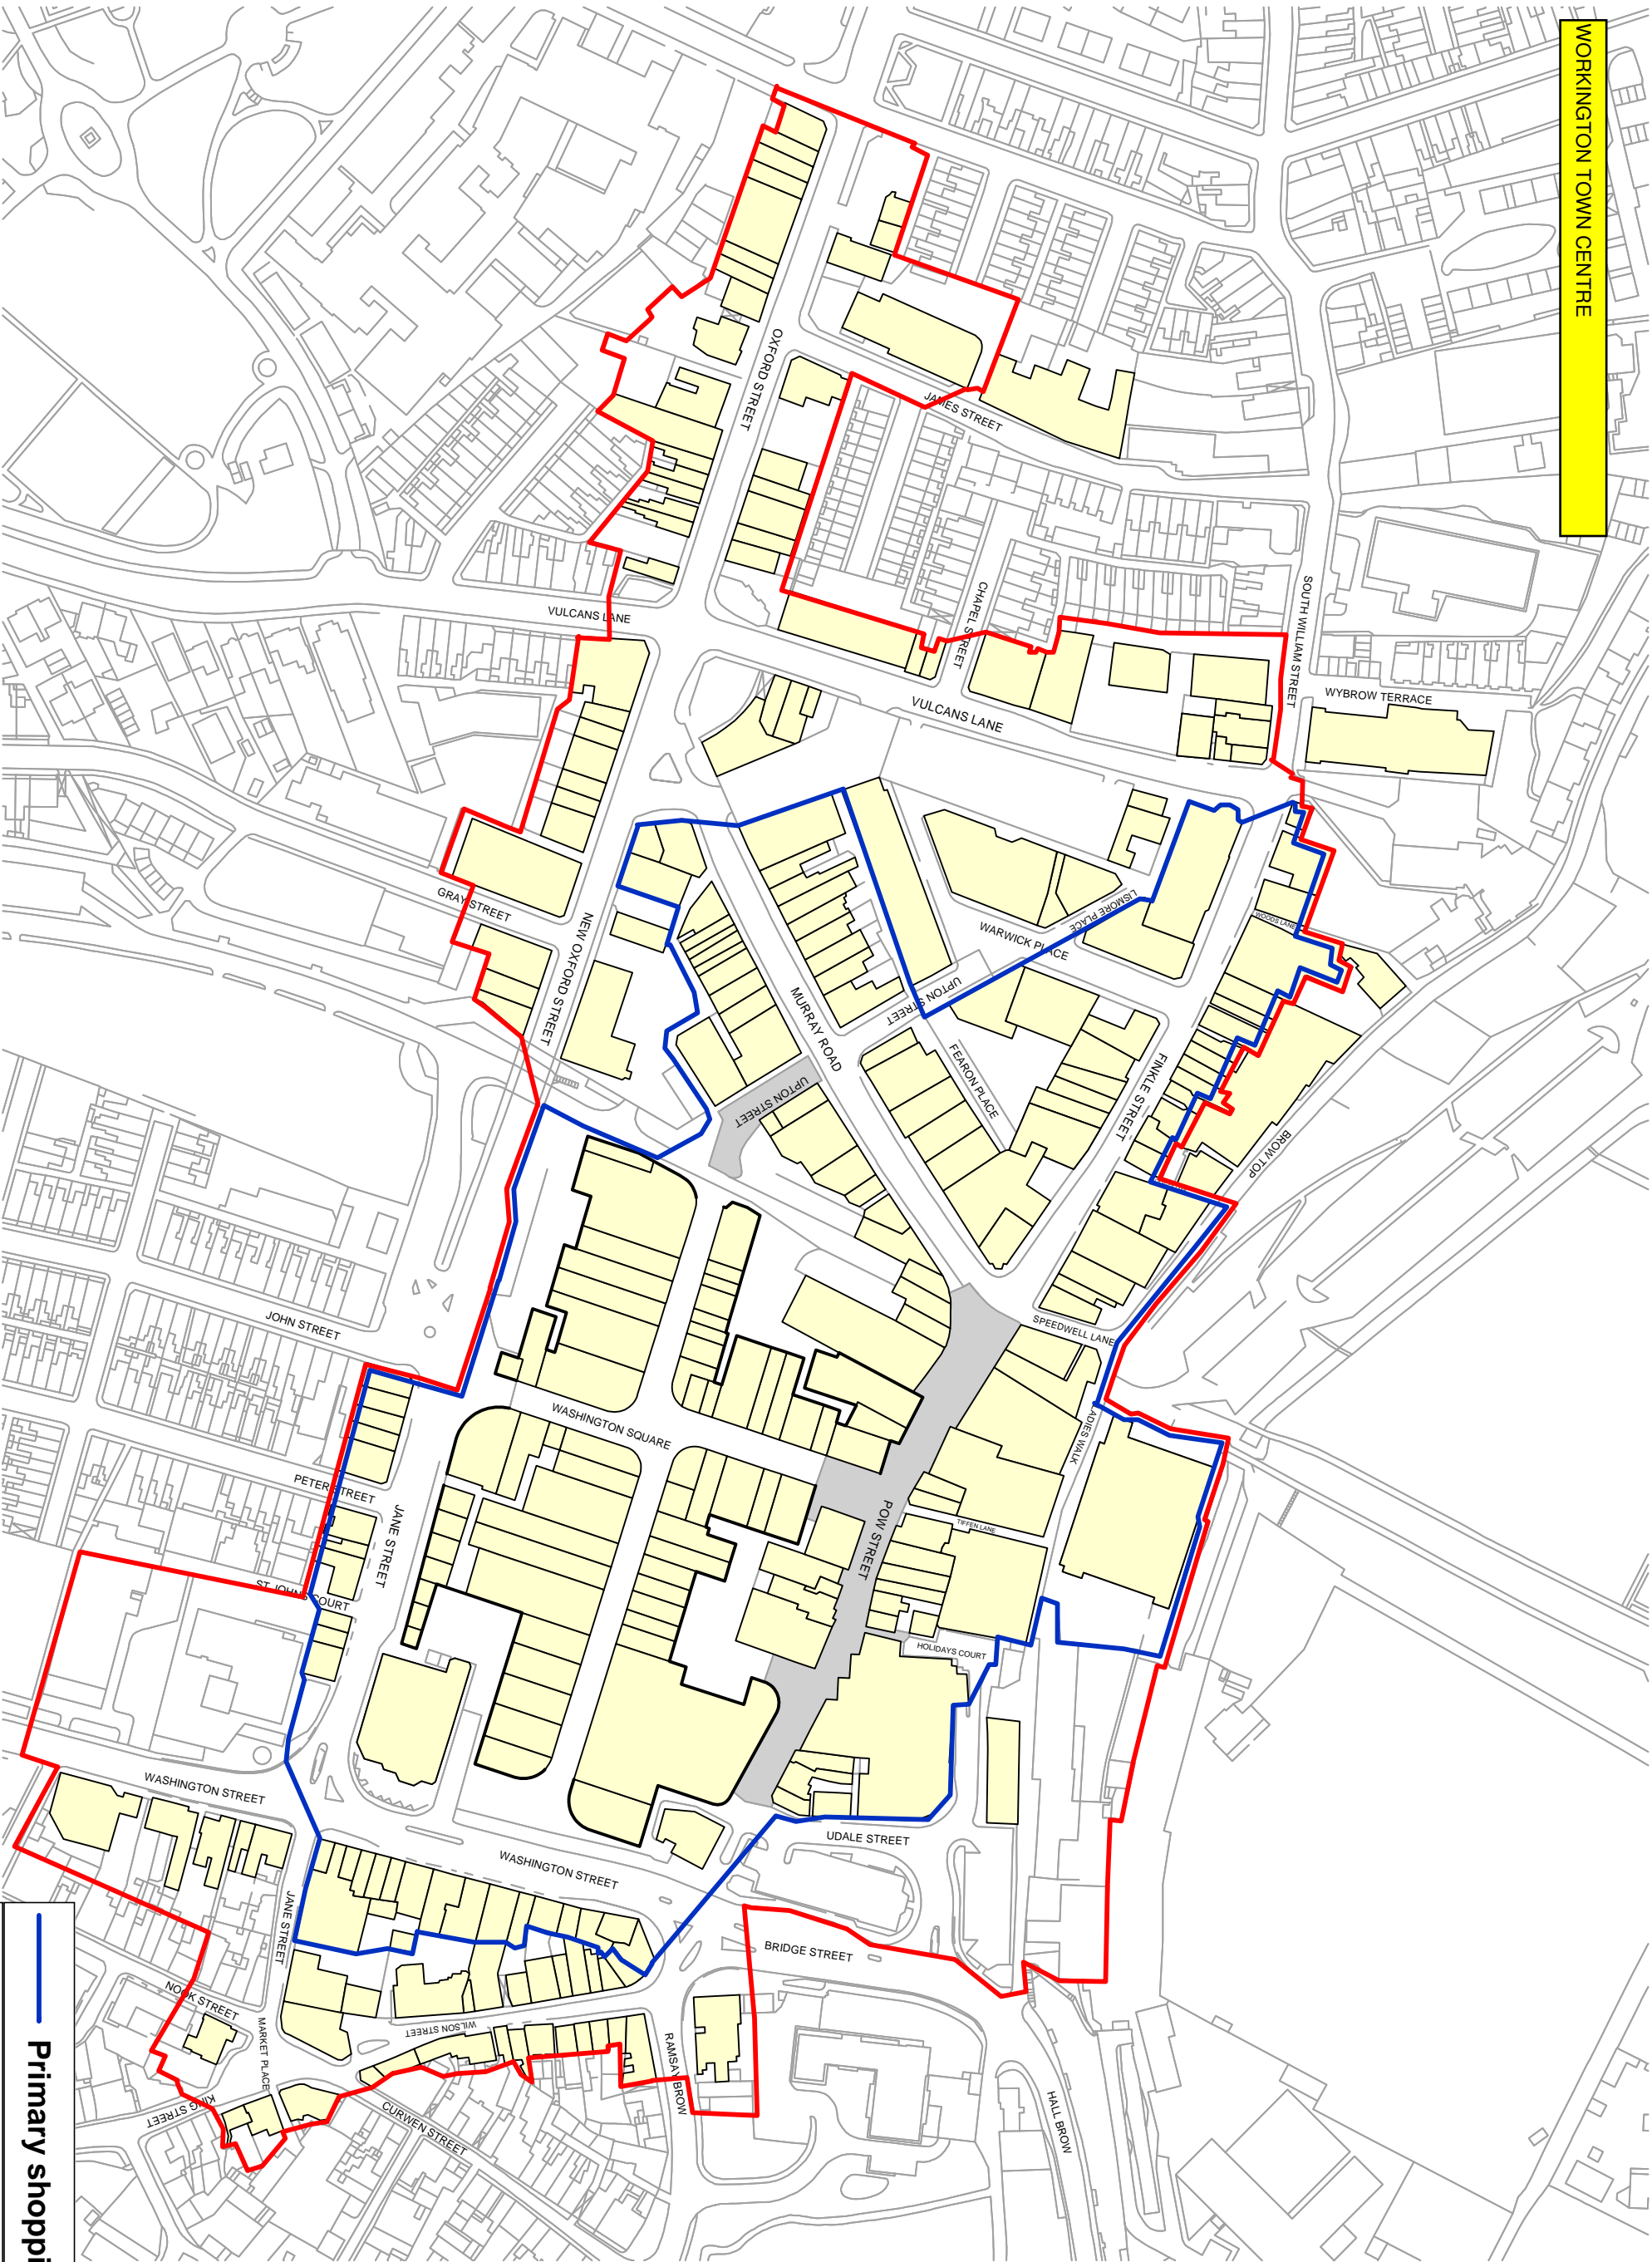 WORKINGTON TOWN CENTRE
OXFORD STREET
JAMES STREET
CHAPEL STREET
SOUTH WILLIAM STREET
VULCANS LANE
WYBROW TERRACE
VULCANS LANE
GRAY STREET
NEW OXFORD STREET
LISMORE PLACE
WARWICK PLACE
WOODS LANE
UPTON STREET
MURRAY ROAD
FEARON PLACE
FINKLE STREET
UPTON STREET
BROW TOP
JOHN STREET
SPEEDWELL LANE
WASHINGTON SQUARE
LADIES WALK
PETER STREET
JANE STREET
POW STREET
TIFFEN LANE
ST JOHNS COURT
HOLIDAYS COURT
WASHINGTON STREET
UDALE STREET
WASHINGTON STREET
JANE STREET
BRIDGE STREET
NOOK STREET
MARKET PLACE
WILSON STREET
RAMSAY BROW
KING STREET
CURWEN STREET
HALL BROW
Primary shoppi